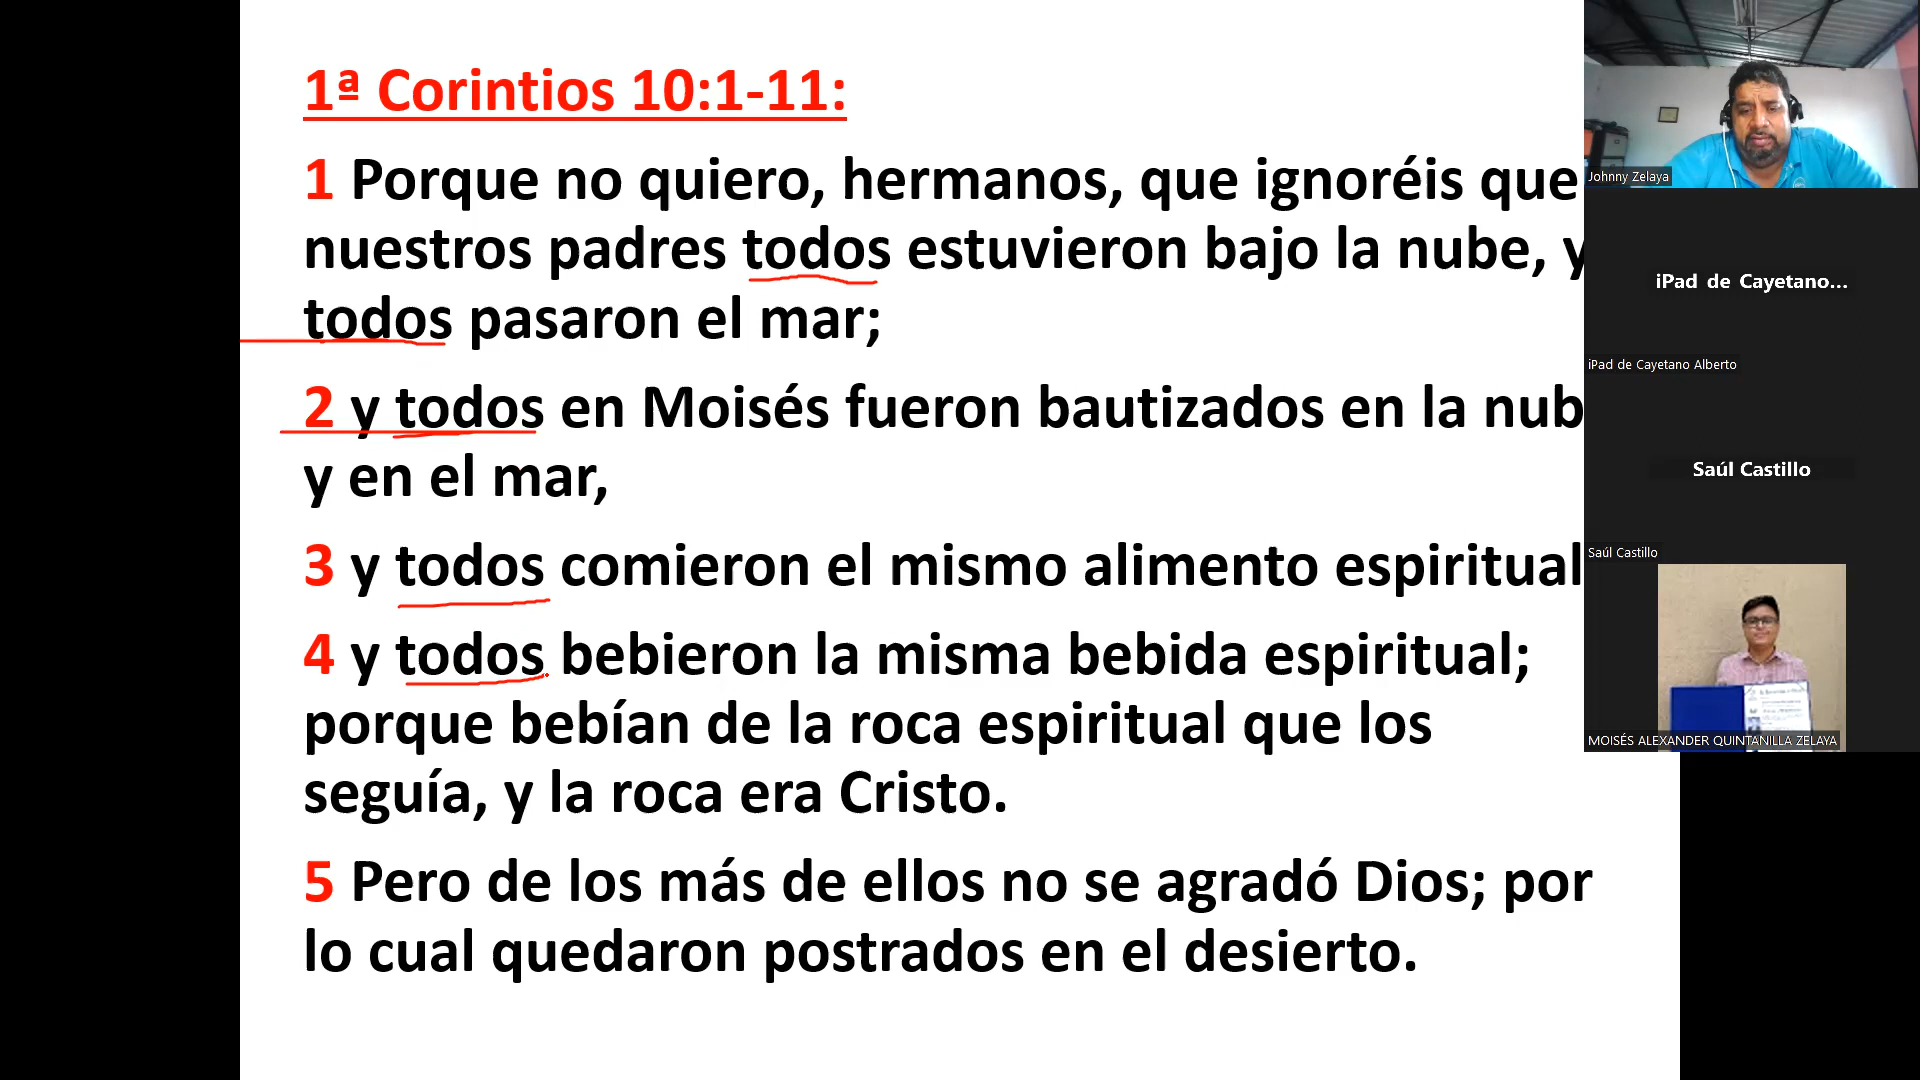 1ª Corintios 10:1-11:
1 Porque no quiero, hermanos, que ignoréis que
nuestros padres todos estuvieron bajo la nube, y
todos pasaron el mar;
2 y todos en Moisés fueron bautizados en la nub
y en el mar,
3 y todos comieron el mismo alimento espiritual
4 y todos bebieron la misma bebida espiritual;
porque bebían de la roca espiritual que los
seguía, y la roca era Cristo.
5 Pero de los más de ellos no se agradó Dios; por
lo cual quedaron postrados en el desierto.
Johnny Zelaya
iPad de Cayetano...
iPad de Cayetano Alberto
Saúl Castillo
Saúl Castillo
MOISÉS ALEXANDER QUINTANILLA ZELAYA